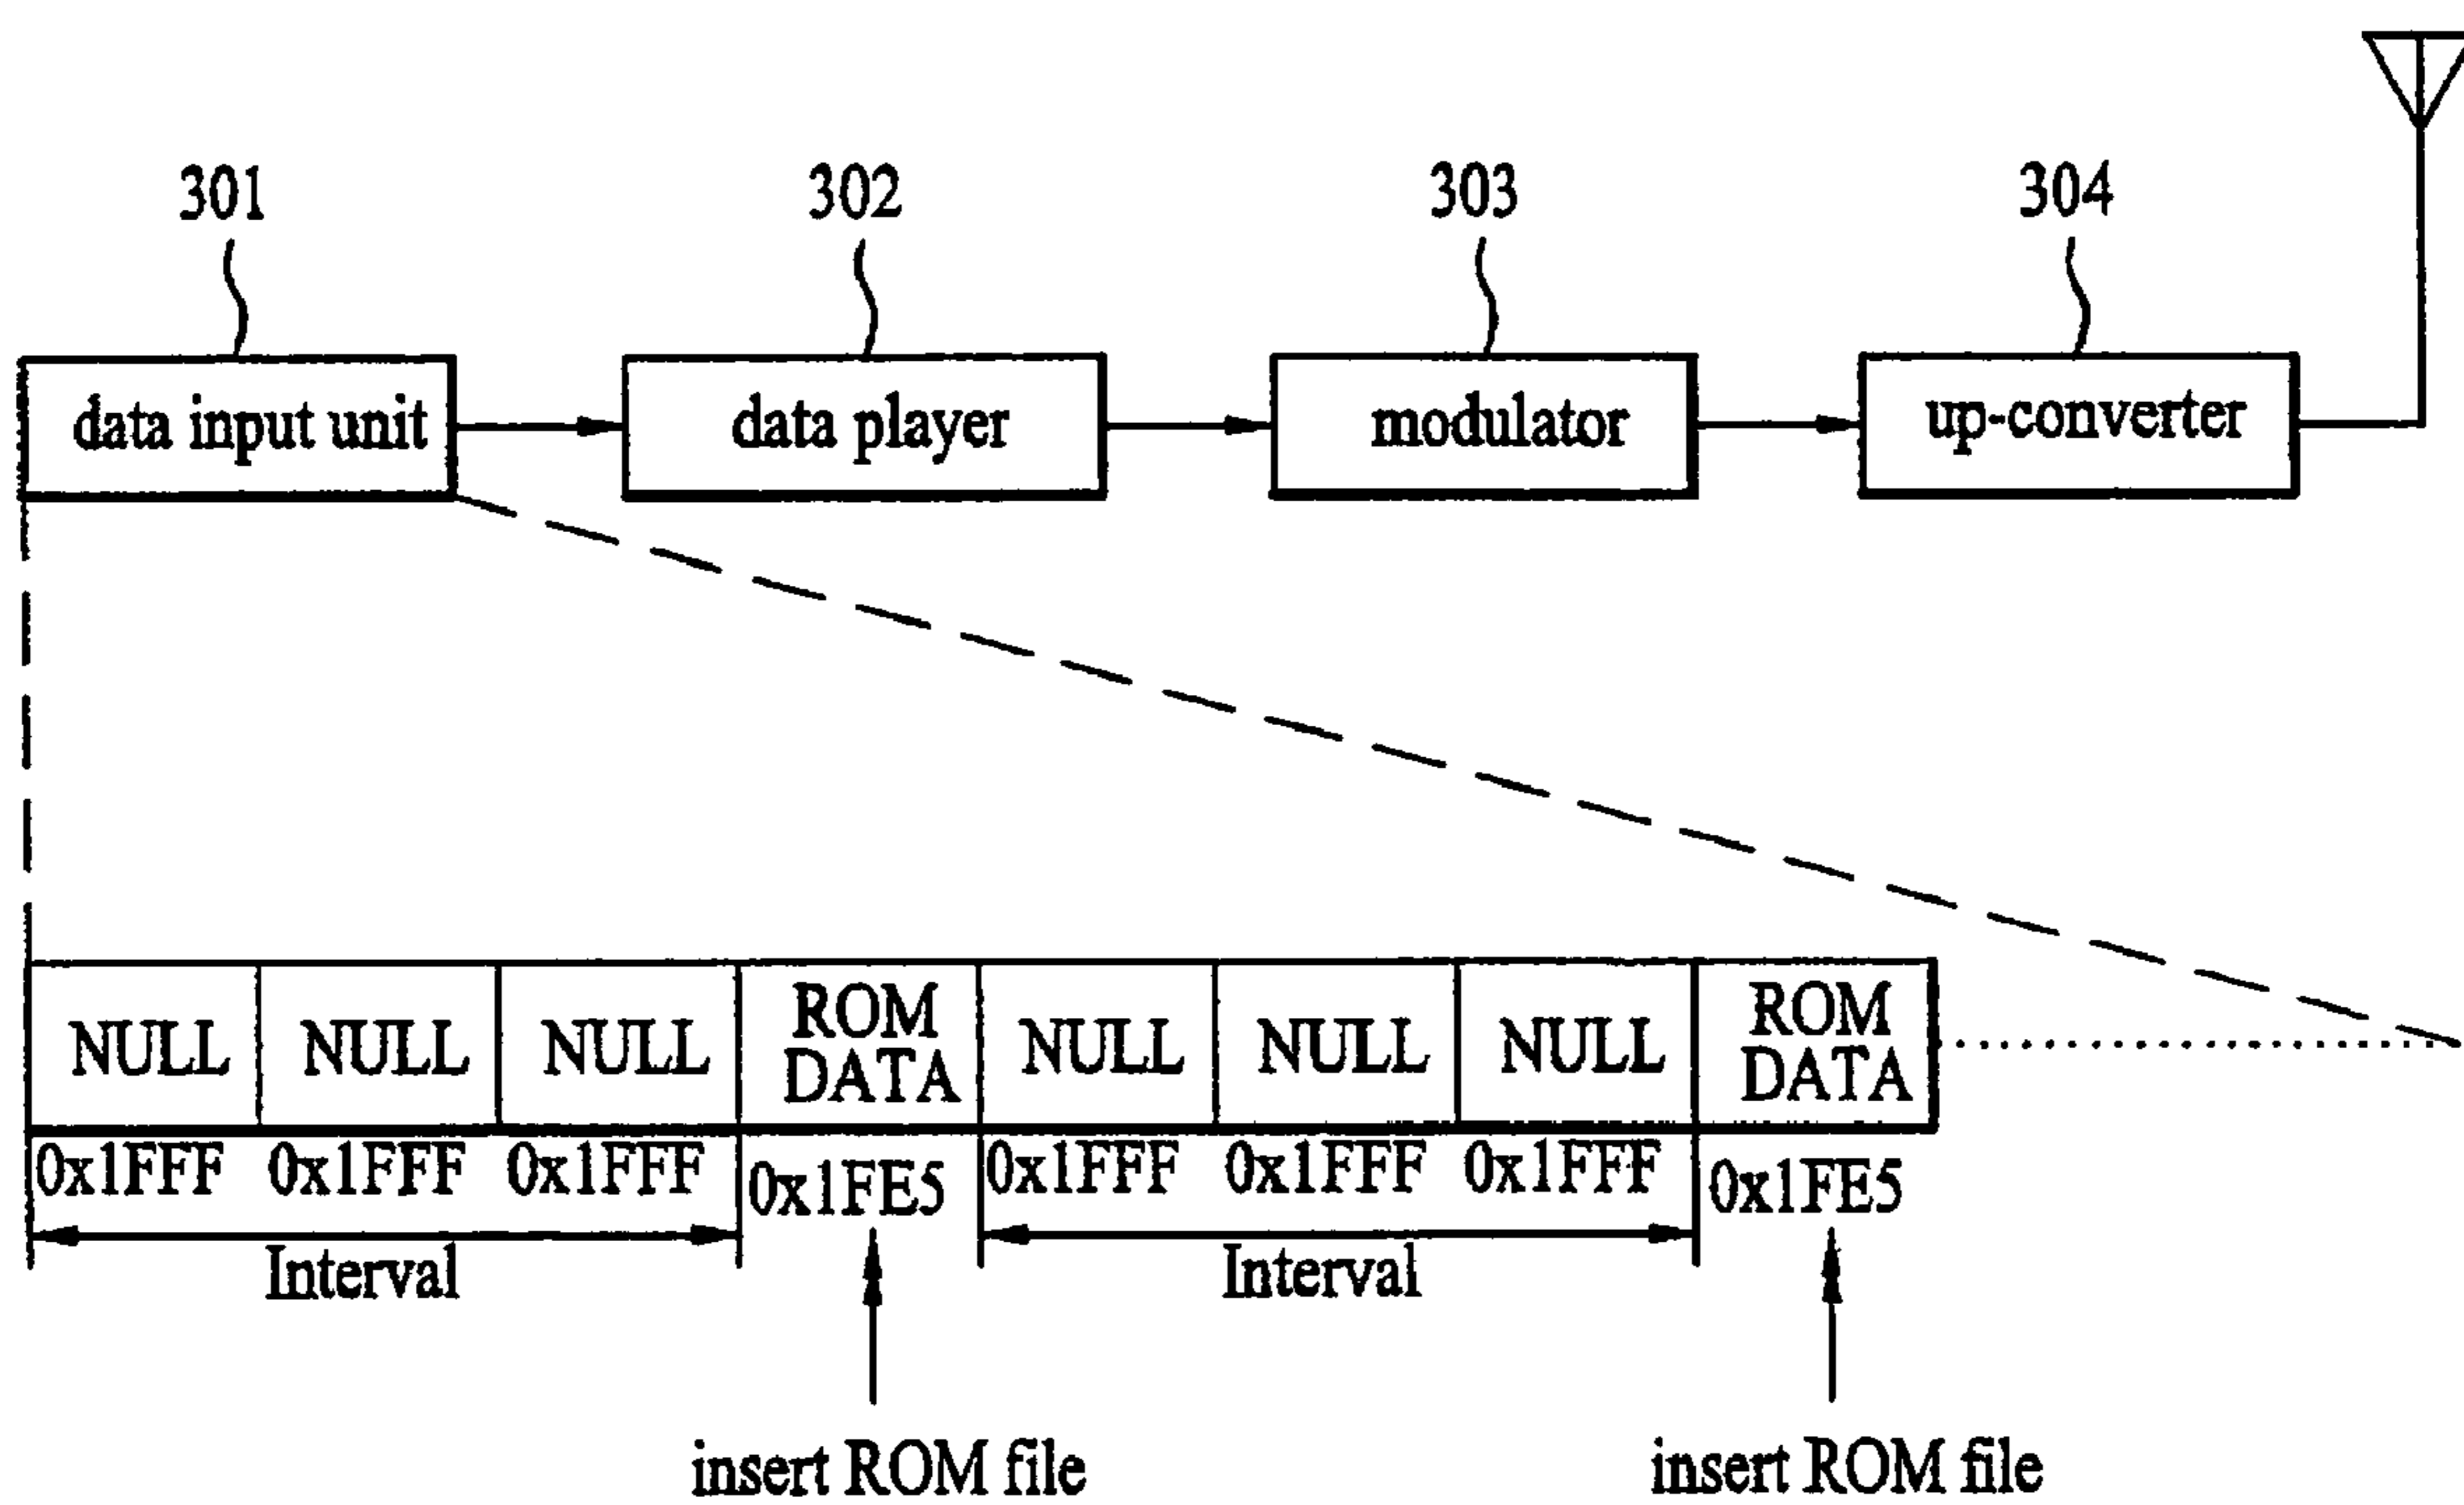 301 302 303 304
data input unit data player modulator up-converter
NULL NULL NULL ROM DATA NULL NULL NULL ROM DATA
0x1FFF 0x1FFF 0x1FFF 0x1FE5 0x1FFF 0x1FFF 0x1FFF 0x1FE5
Interval Interval
insert ROM file insert ROM file